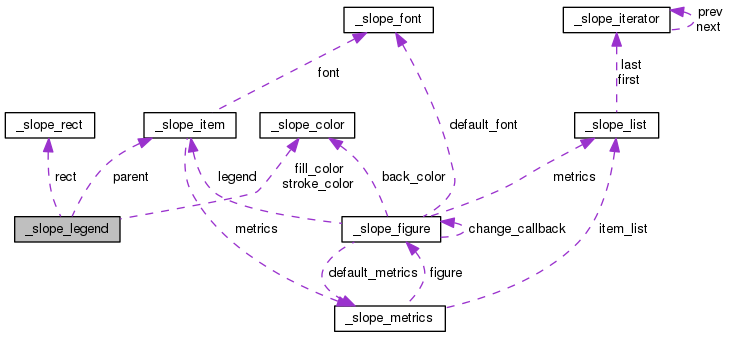 _slope_font
_slope_iterator
prev
next
font
last
first
_slope_rect
_slope_item
_slope_color
default_font
_slope_list
rect
parent
legend
fill_color
stroke_color
back_color
metrics
_slope_legend
metrics
_slope_figure
change_callback
item_list
default_metrics
figure
_slope_metrics